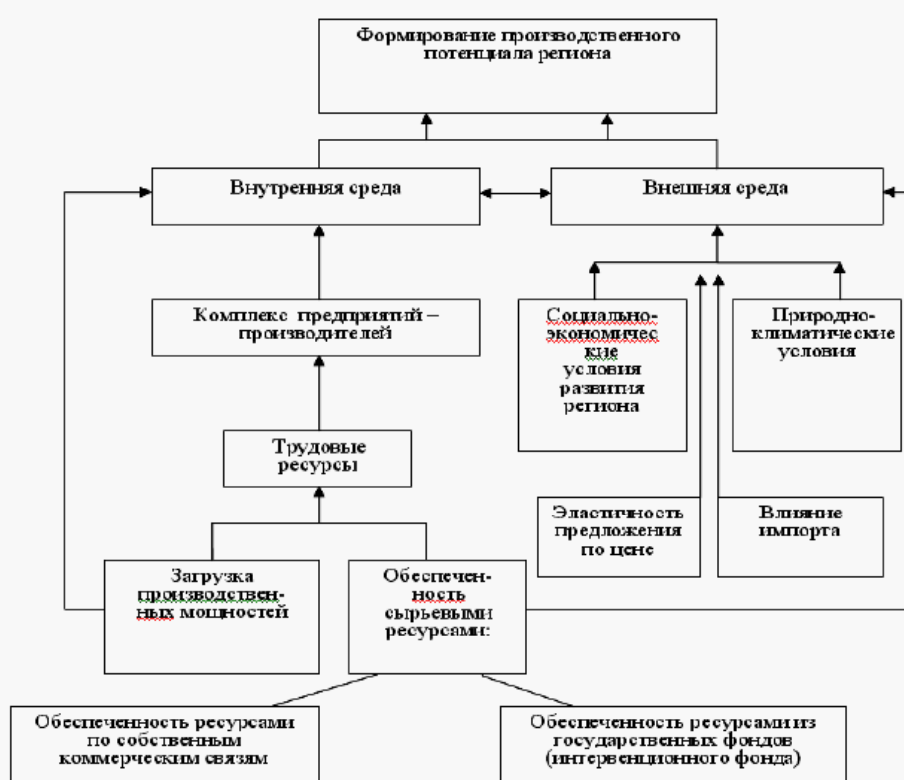 Формирование производственного
потенциала региона
Внутренняя среда
Внешняя среда
Комплекс предприятий –
производителей
Социально-
экономичес
кие
условия
развития
региона
Природно-
климатические
условия
Трудовые
ресурсы
Эластичность
предложения
по цене
Влияние
импорта
Загрузка
производствен-
ных мощностей
Обеспечен-
ность
сырьевыми
ресурсами:
Обеспеченность ресурсами
по собственным
коммерческим связям
Обеспеченность ресурсами из
государственных фондов
(интервенционного фонда)